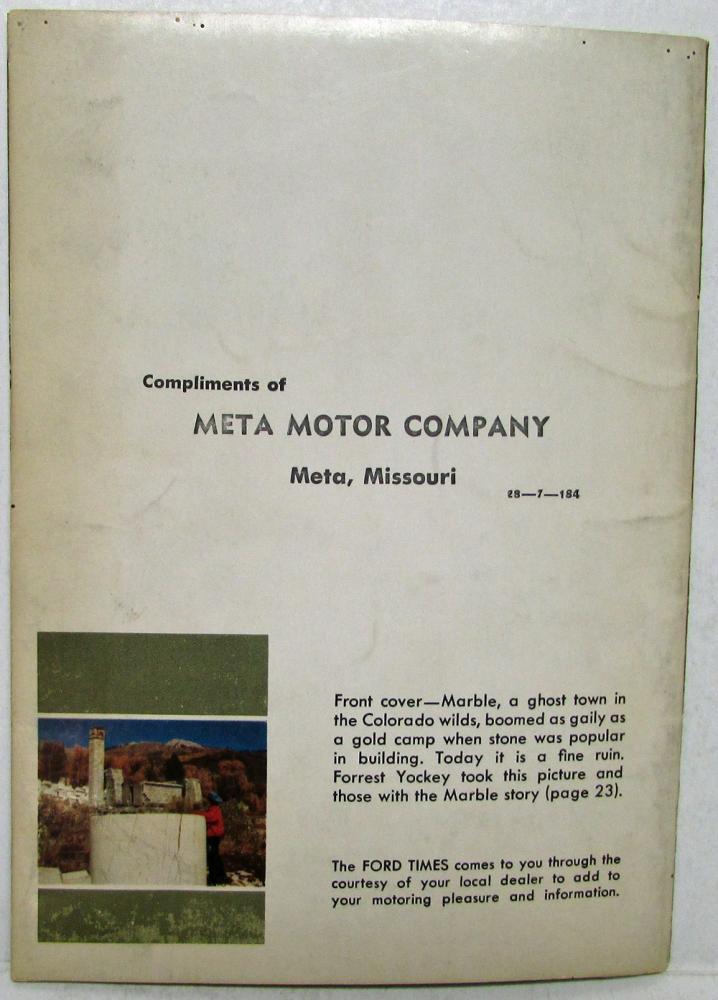 Compliments of
META MOTOR COMPANY
Meta, Missouri
28—7—184
Front cover—Marble, a ghost town in
the Colorado wilds, boomed as gaily as
a gold camp when stone was popular
in building. Today it is a fine ruin.
Forrest Yockey took this picture and
those with the Marble story (page 23).
The FORD TIMES comes to you through the
courtesy of your local dealer to add to
your motoring pleasure and information.